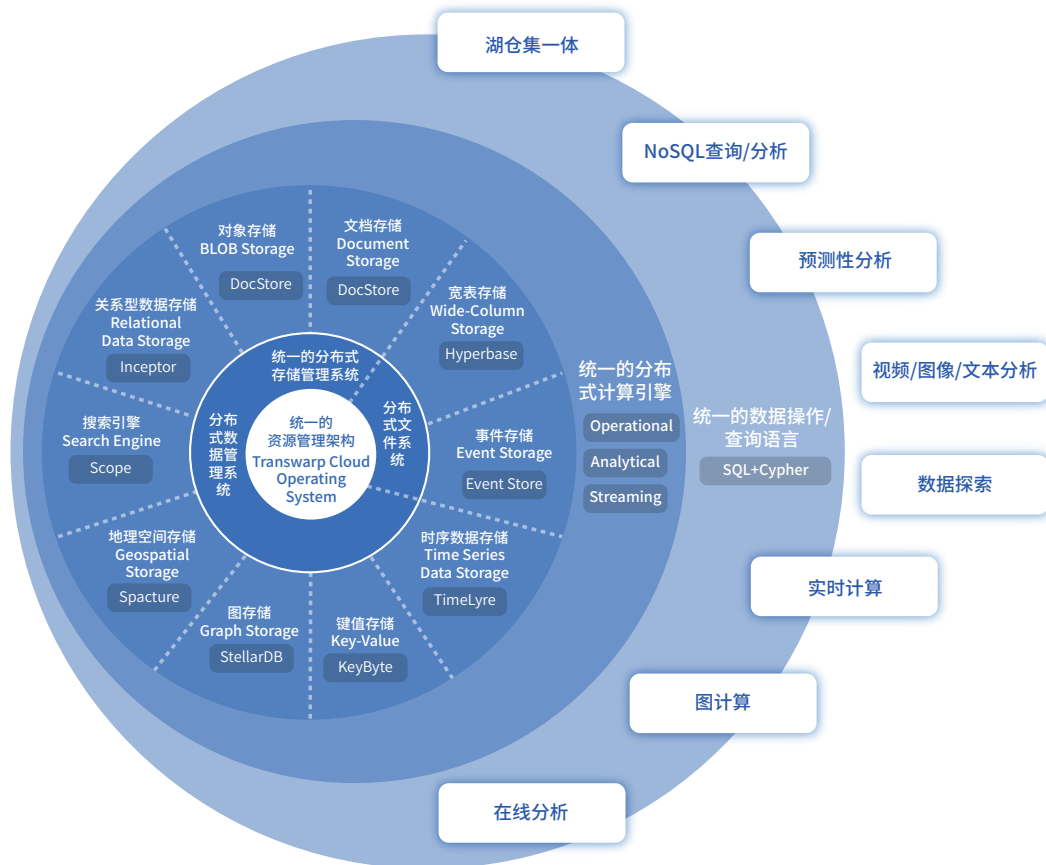 湖仓集一体
NoSQL查询/分析
预测性分析
视频/图像/文本分析
数据探索
实时计算
图计算
在线分析
统一的数据操作/
查询语言
SQL+Cypher
统一的分布
式计算引擎
Operational
Analytical
Streaming
对象存储
BLOB Storage
DocStore
文档存储
Document
Storage
DocStore
宽表存储
Wide-Column
Storage
Hyperbase
事件存储
Event Storage
Event Store
时序数据存储
Time Series
Data Storage
TimeLyre
键值存储
Key-Value
KeyByte
图存储
Graph Storage
StellarDB
地理空间存储
Geospatial
Storage
Spacture
搜索引擎
Search Engine
Scope
关系型数据存储
Relational
Data Storage
Inceptor
统一的分布式
存储管理系统
分布
式数
据管
理系
统
分布
式文
件系
统
统一的
资源管理架构
Transwarp Cloud
Operating
System